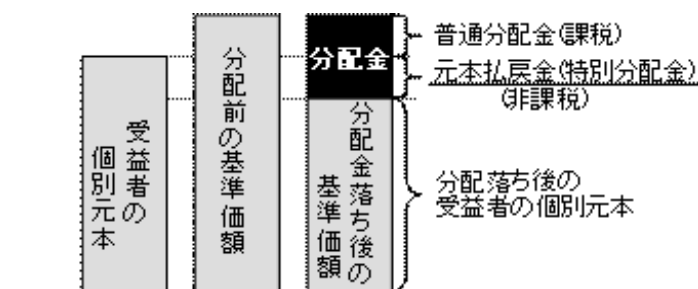 受益者の
個別元本
分配前の基準価額
分配金
分配金落ち後の
基準価額
普通分配金(課税)
元本払戻金(特別分配金)
(非課税)
分配落ち後の
受益者の個別元本